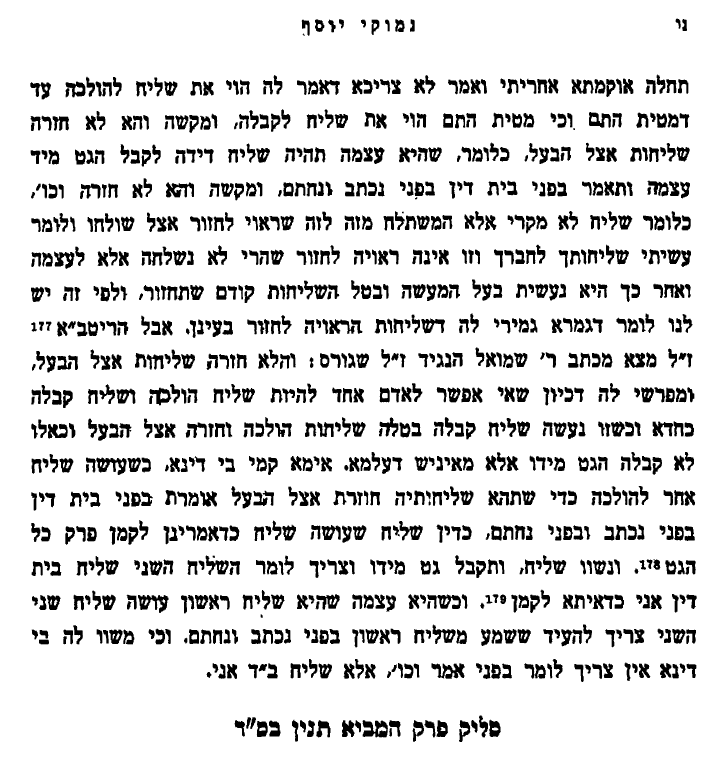 נו נמוקי יוסף
תחלה אוקמתא אחריתי ואמר לא צריכא דאמר לה הוי את שליח להולכה עד
דמטית התם וכי מטית התם הוי את שליח לקבלה, ומקשה והא לא חזרה
שליחות אצל הבעל, כלומר, שהיא עצמה תהיה שליח דידה לקבל הגט מיד
עצמה ותאמר בפני בית דין בפני נכתב ונחתם, ומקשה והא לא חזרה וכו',
כלומר שליח לא מקרי אלא המשתלח מזה לזה שראוי לחזור אצל שולחו ולומר
עשיתי שליחותך לחברך וזו אינה ראויה לחזור שהרי לא נשלחה אלא לעצמה
ואחר כך היא נעשית בעל המעשה ובטל השליחות קודם שתחזור, ולפי זה יש
לנו לומר דגמרא גמירי לה דשליחות הראויה לחזור בעינן. אבל הריטב"א 177
ז"ל מצא מכתב ר' שמואל הנגיד ז"ל שגורס: והלא חזרה שליחות אצל הבעל,
ומפרשי לה דכיון שאי אפשר לאדם אחד להיות שליח הולכה ושליח קבלה
כחדא וכשזו נעשה שליח קבלה בטלה שליחות הולכה וחזרה אצל הבעל וכאלו
לא קבלה הגט מידו אלא מאיניש דעלמא. אימא קמי בי דינא, כשעושה שליח
אחר להולכה כדי שתהא שליחותיה חוזרת אצל הבעל אומרת בפני בית דין
בפני נכתב ובפני נחתם, כדין שליח שעושה שליח כדאמרינן לקמן פרק כל
הגט 178. ונשוו שליח, ותקבל גט מידו וצריך לומר השליח השני שליח בית
דין אני כדאיתא לקמן 179. וכשהיא עצמה שהיא שליח ראשון עושה שליח שני
השני צריך להעיד ששמע משליח ראשון בפני נכתב ונחתם. וכי משוו לה בי
דינא אין צריך לומר בפני אמר וכו', אלא שליח ב"ד אני.
סליק פרק המביא תנין בס"ד